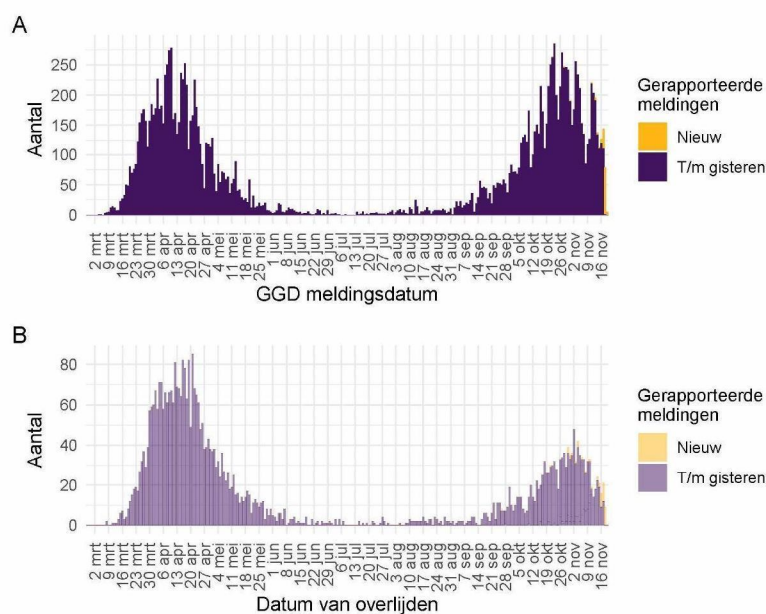 A
Aantal
250
200
150
100
50
0
2 mrt
9 mrt
16 mrt
23 mrt
30 mrt
6 apr
13 apr
20 apr
27 apr
4 mei
11 mei
18 mei
25 mei
1 jun
8 jun
15 jun
22 jun
29 jun
6 jul
13 jul
20 jul
27 jul
3 aug
10 aug
17 aug
24 aug
31 aug
7 sep
14 sep
21 sep
28 sep
5 okt
12 okt
19 okt
26 okt
2 nov
9 nov
16 nov
GGD meldingsdatum
Gerapporteerde
meldingen
Nieuw
T/m gisteren
B
Aantal
80
60
40
20
0
2 mrt
9 mrt
16 mrt
23 mrt
30 mrt
6 apr
13 apr
20 apr
27 apr
4 mei
11 mei
18 mei
25 mei
1 jun
8 jun
15 jun
22 jun
29 jun
6 jul
13 jul
20 jul
27 jul
3 aug
10 aug
17 aug
24 aug
31 aug
7 sep
14 sep
21 sep
28 sep
5 okt
12 okt
19 okt
26 okt
2 nov
9 nov
16 nov
Datum van overlijden
Gerapporteerde
meldingen
Nieuw
T/m gisteren